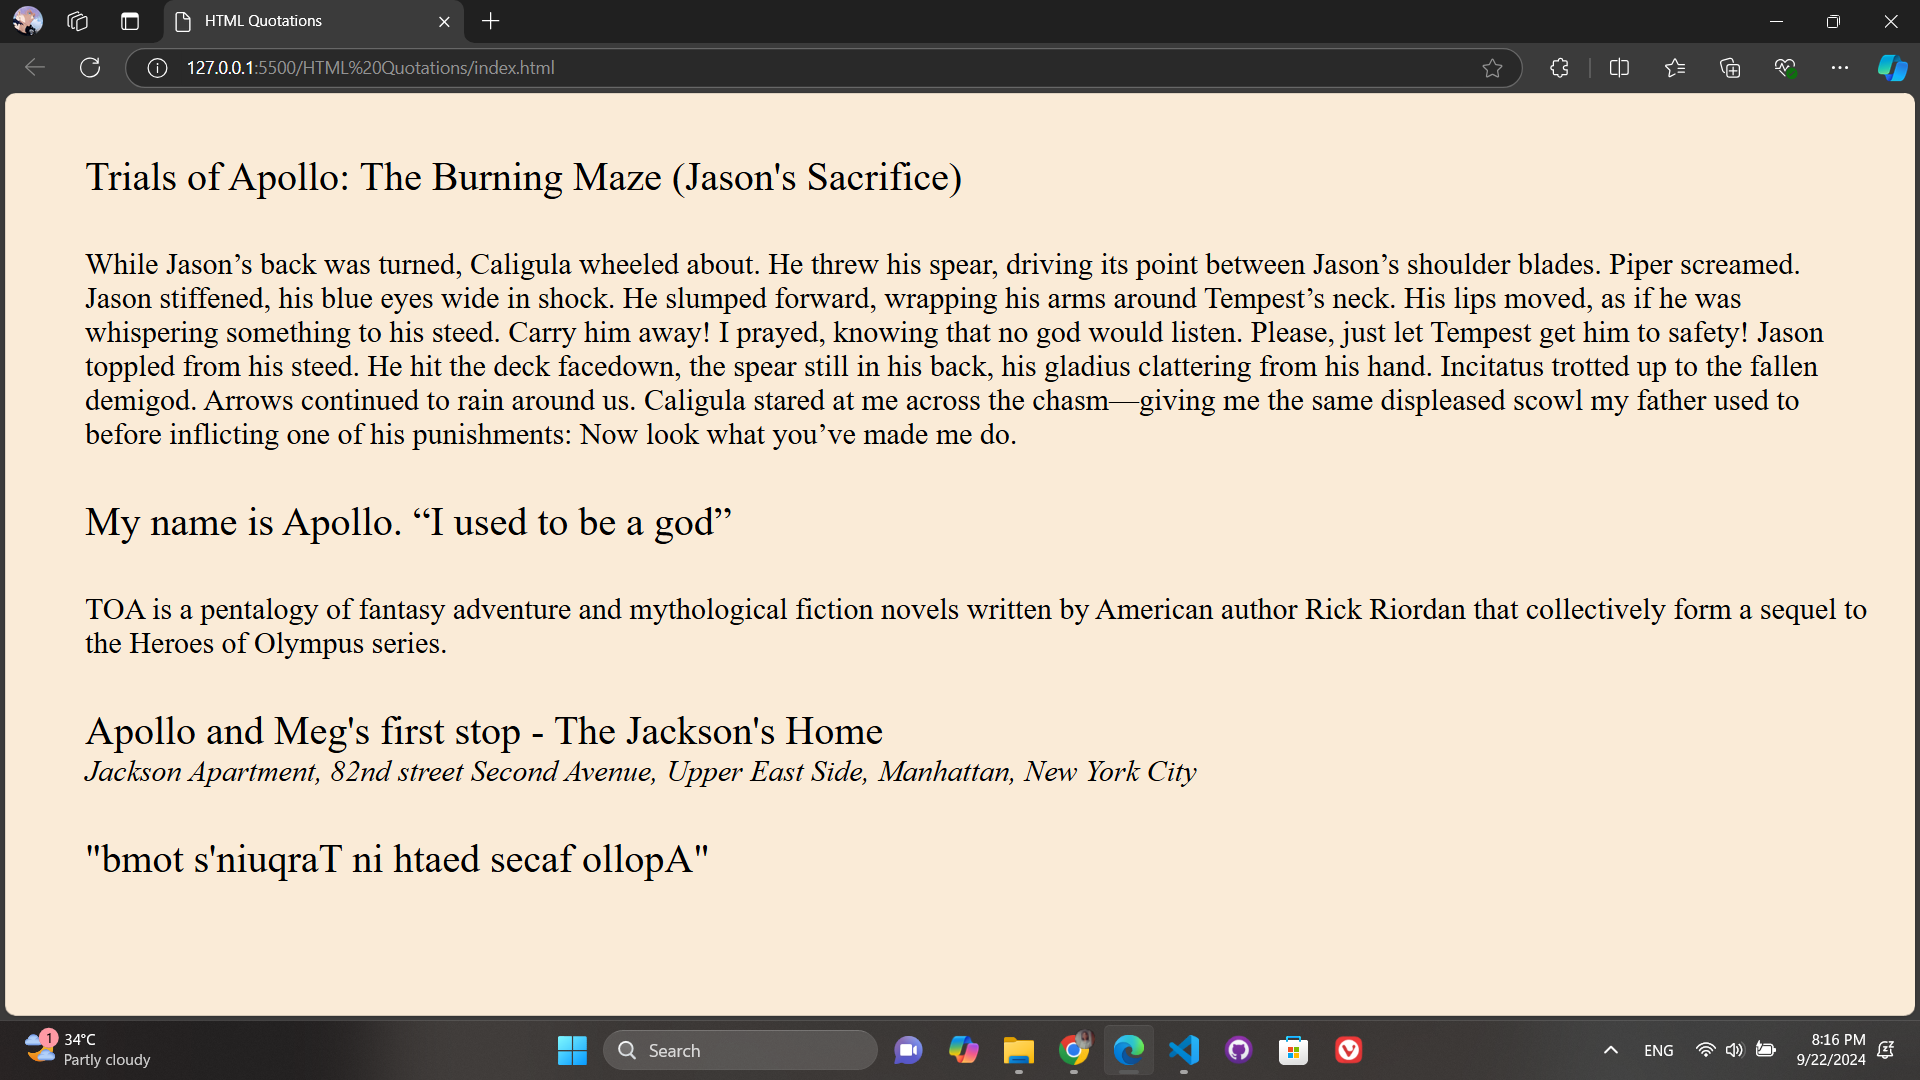 HTML Quotations
127.0.0.1:5500/HTML%20Quotations/index.html
Trials of Apollo: The Burning Maze (Jason's Sacrifice)
While Jason’s back was turned, Caligula wheeled about. He threw his spear, driving its point between Jason’s shoulder blades. Piper screamed.
Jason stiffened, his blue eyes wide in shock. He slumped forward, wrapping his arms around Tempest’s neck. His lips moved, as if he was
whispering something to his steed. Carry him away! I prayed, knowing that no god would listen. Please, just let Tempest get him to safety! Jason
toppled from his steed. He hit the deck facedown, the spear still in his back, his gladius clattering from his hand. Incitatus trotted up to the fallen
demigod. Arrows continued to rain around us. Caligula stared at me across the chasm—giving me the same displeased scowl my father used to
before inflicting one of his punishments: Now look what you’ve made me do.
My name is Apollo. “I used to be a god”
TOA is a pentalogy of fantasy adventure and mythological fiction novels written by American author Rick Riordan that collectively form a sequel to
the Heroes of Olympus series.
Apollo and Meg's first stop - The Jackson's Home
Jackson Apartment, 82nd street Second Avenue, Upper East Side, Manhattan, New York City
"bmot s'niuqraT ni htaed secaf ollopA"
1
34°C
Partly cloudy
Search
ENG
8:16 PM
9/22/2024